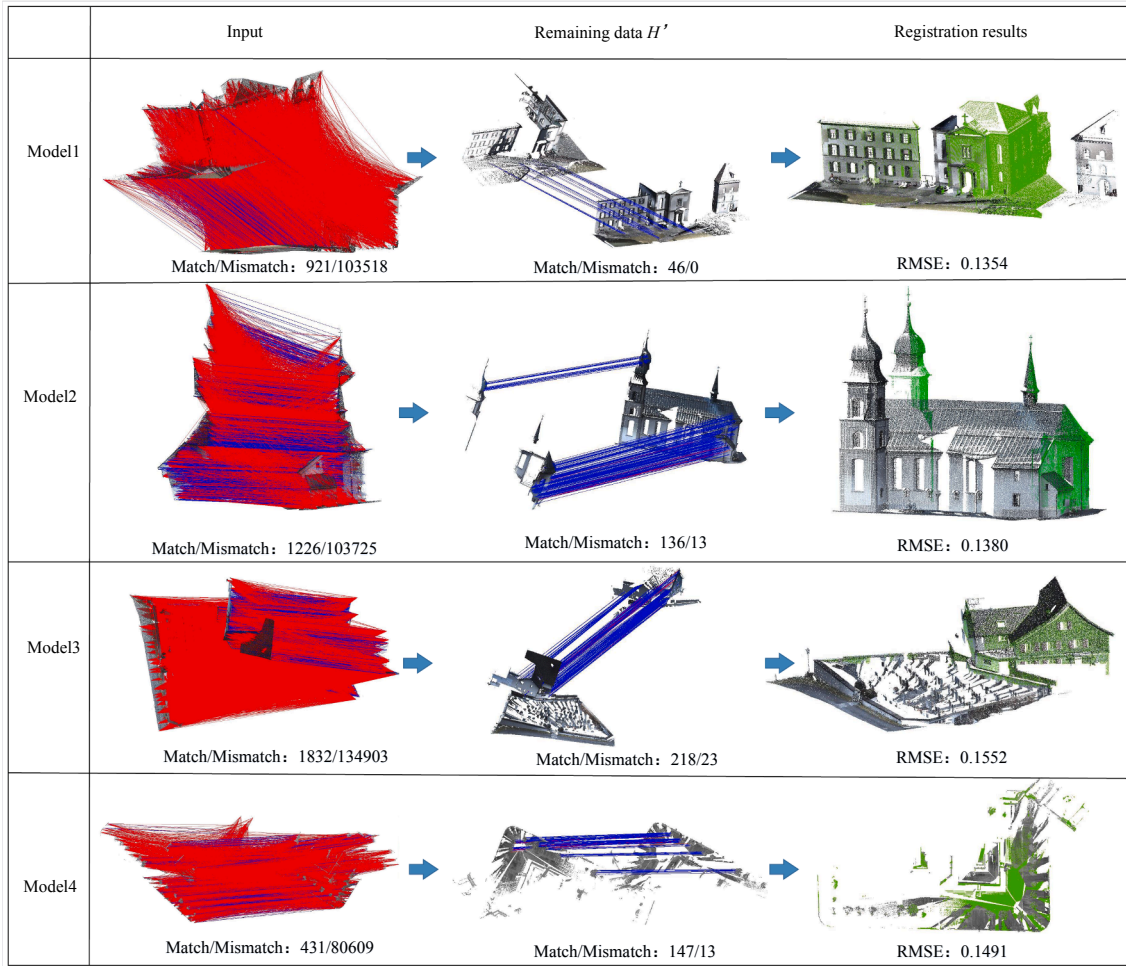 Input
Remaining data H'
Registration results
Model1
Match/Mismatch：921/103518
Match/Mismatch：46/0
RMSE：0.1354
Model2
Match/Mismatch：1226/103725
Match/Mismatch：136/13
RMSE：0.1380
Model3
Match/Mismatch：1832/134903
Match/Mismatch：218/23
RMSE：0.1552
Model4
Match/Mismatch：431/80609
Match/Mismatch：147/13
RMSE：0.1491